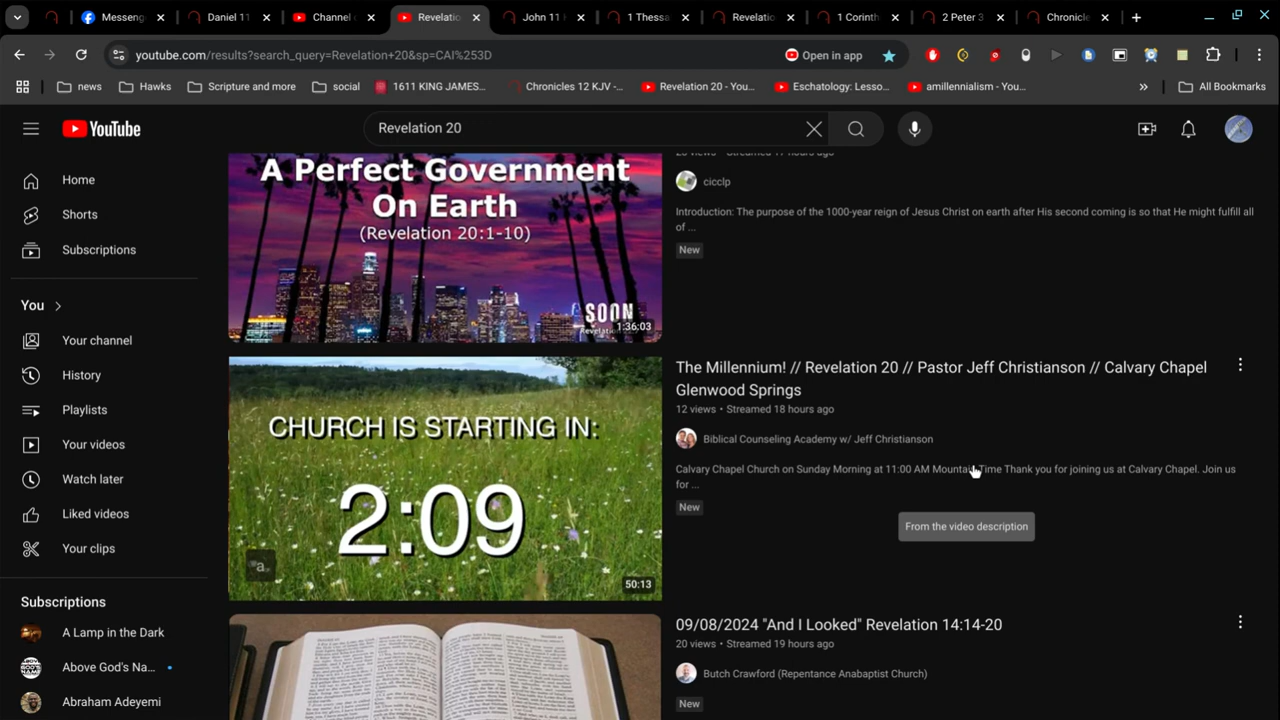 Messeng
Daniel 11
Channel
Revelatio
John 11
1 Thessa
Revelatio
1 Corinth
2 Peter 3
Chronicle
youtube.com/results?search_query=Revelation+20&sp=CAI%253D
Open in app
news
Hawks
Scripture and more
social
1611 KING JAMES...
Chronicles 12 KJV -...
Revelation 20 - You...
Eschatology: Lesso...
amillennialism - You...
»
All Bookmarks
YouTube
Revelation 20
Home
Shorts
Subscriptions
You
Your channel
History
Playlists
Your videos
Watch later
Liked videos
Your clips
Subscriptions
A Lamp in the Dark
Above God's Na...
Abraham Adeyemi
A Perfect Government
On Earth
(Revelation 20:1-10)
SOON
1:36:03
cicclp
Introduction: The purpose of the 1000-year reign of Jesus Christ on earth after His second coming is so that He might fulfill all
of ...
New
CHURCH IS STARTING IN:
2:09
a
50:13
The Millennium! // Revelation 20 // Pastor Jeff Christianson // Calvary Chapel
Glenwood Springs
12 views • Streamed 18 hours ago
Biblical Counseling Academy w/ Jeff Christianson
Calvary Chapel Church on Sunday Morning at 11:00 AM Mountain Time Thank you for joining us at Calvary Chapel. Join us
for ...
New
From the video description
09/08/2024 "And I Looked" Revelation 14:14-20
20 views • Streamed 19 hours ago
Butch Crawford (Repentance Anabaptist Church)
New